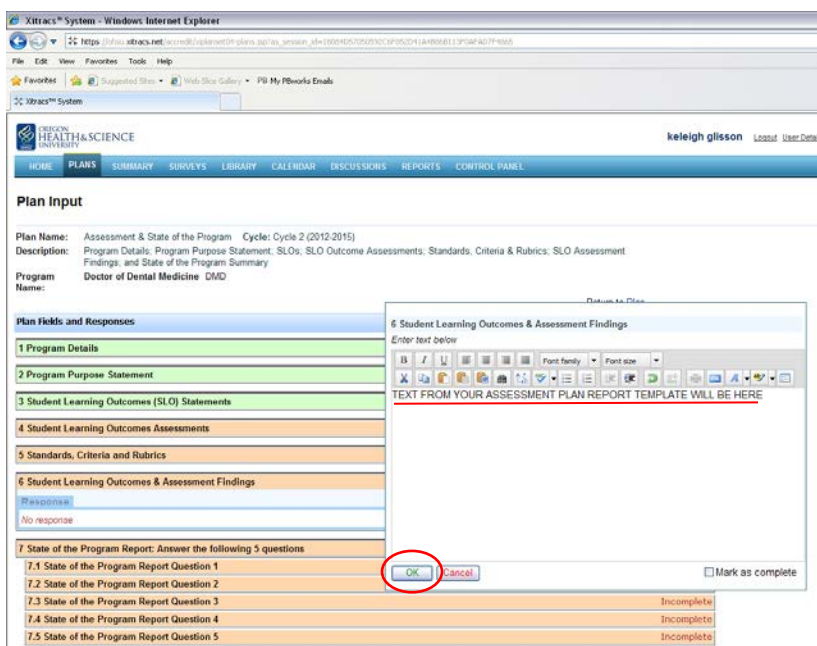 Xitracs™ System - Windows Internet Explorer
File Edit View Favorites Tools Help
Favorites Suggested Sites Web Slice Gallery PB My PBworks Emails
Xitracs™ System
OREGON
HEALTH & SCIENCE
UNIVERSITY
keleigh glisson Logout User Deta
HOME PLANS SUMMARY SURVEYS LIBRARY CALENDAR DISCUSSIONS REPORTS CONTROL PANEL
Plan Input
Plan Name: Assessment & State of the Program Cycle: Cycle 2 (2012-2015)
Description: Program Details; Program Purpose Statement; SLOs; SLO Outcome Assessments; Standards, Criteria & Rubrics; SLO Assessment
Findings; and State of the Program Summary
Program
Name: Doctor of Dental Medicine DMD
Return to Plan
Plan Fields and Responses
1 Program Details
2 Program Purpose Statement
3 Student Learning Outcomes (SLO) Statements
4 Student Learning Outcomes Assessments
5 Standards, Criteria and Rubrics
6 Student Learning Outcomes & Assessment Findings
Response
No response
7 State of the Program Report: Answer the following 5 questions
7.1 State of the Program Report Question 1
7.2 State of the Program Report Question 2
7.3 State of the Program Report Question 3 Incomplete
7.4 State of the Program Report Question 4 Incomplete
7.5 State of the Program Report Question 5 Incomplete
6 Student Learning Outcomes & Assessment Findings
Enter text below
B I U Font family Font size
TEXT FROM YOUR ASSESSMENT PLAN REPORT TEMPLATE WILL BE HERE
OK Cancel Mark as complete